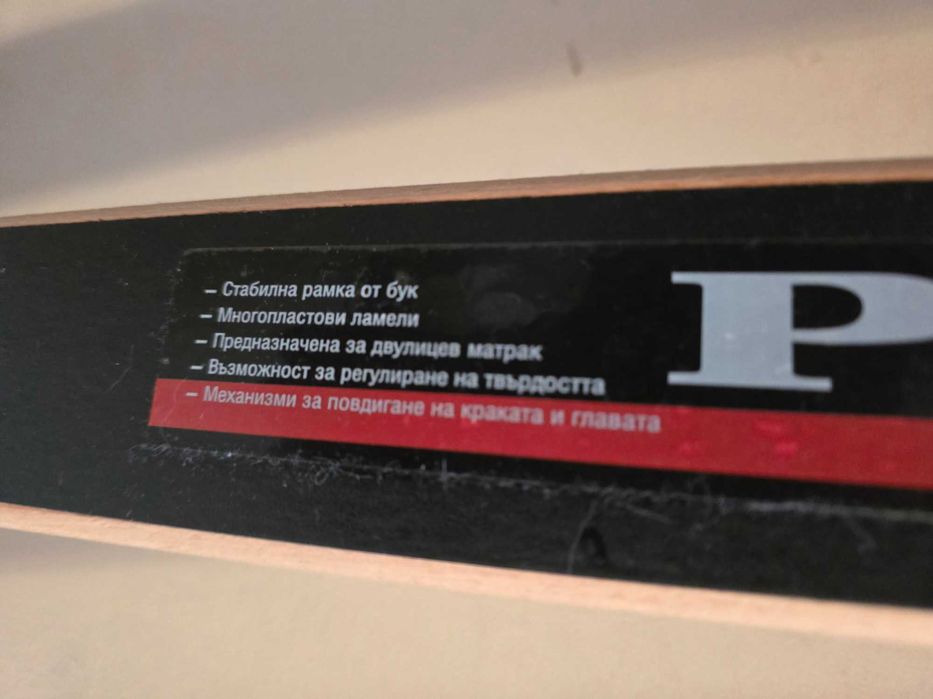 – Стабилна рамка от бук
– Многопластови ламели
– Предназначена за двулицев матрак
– Възможност за регулиране на твърдостта
– Механизми за повдигане на краката и главата
P